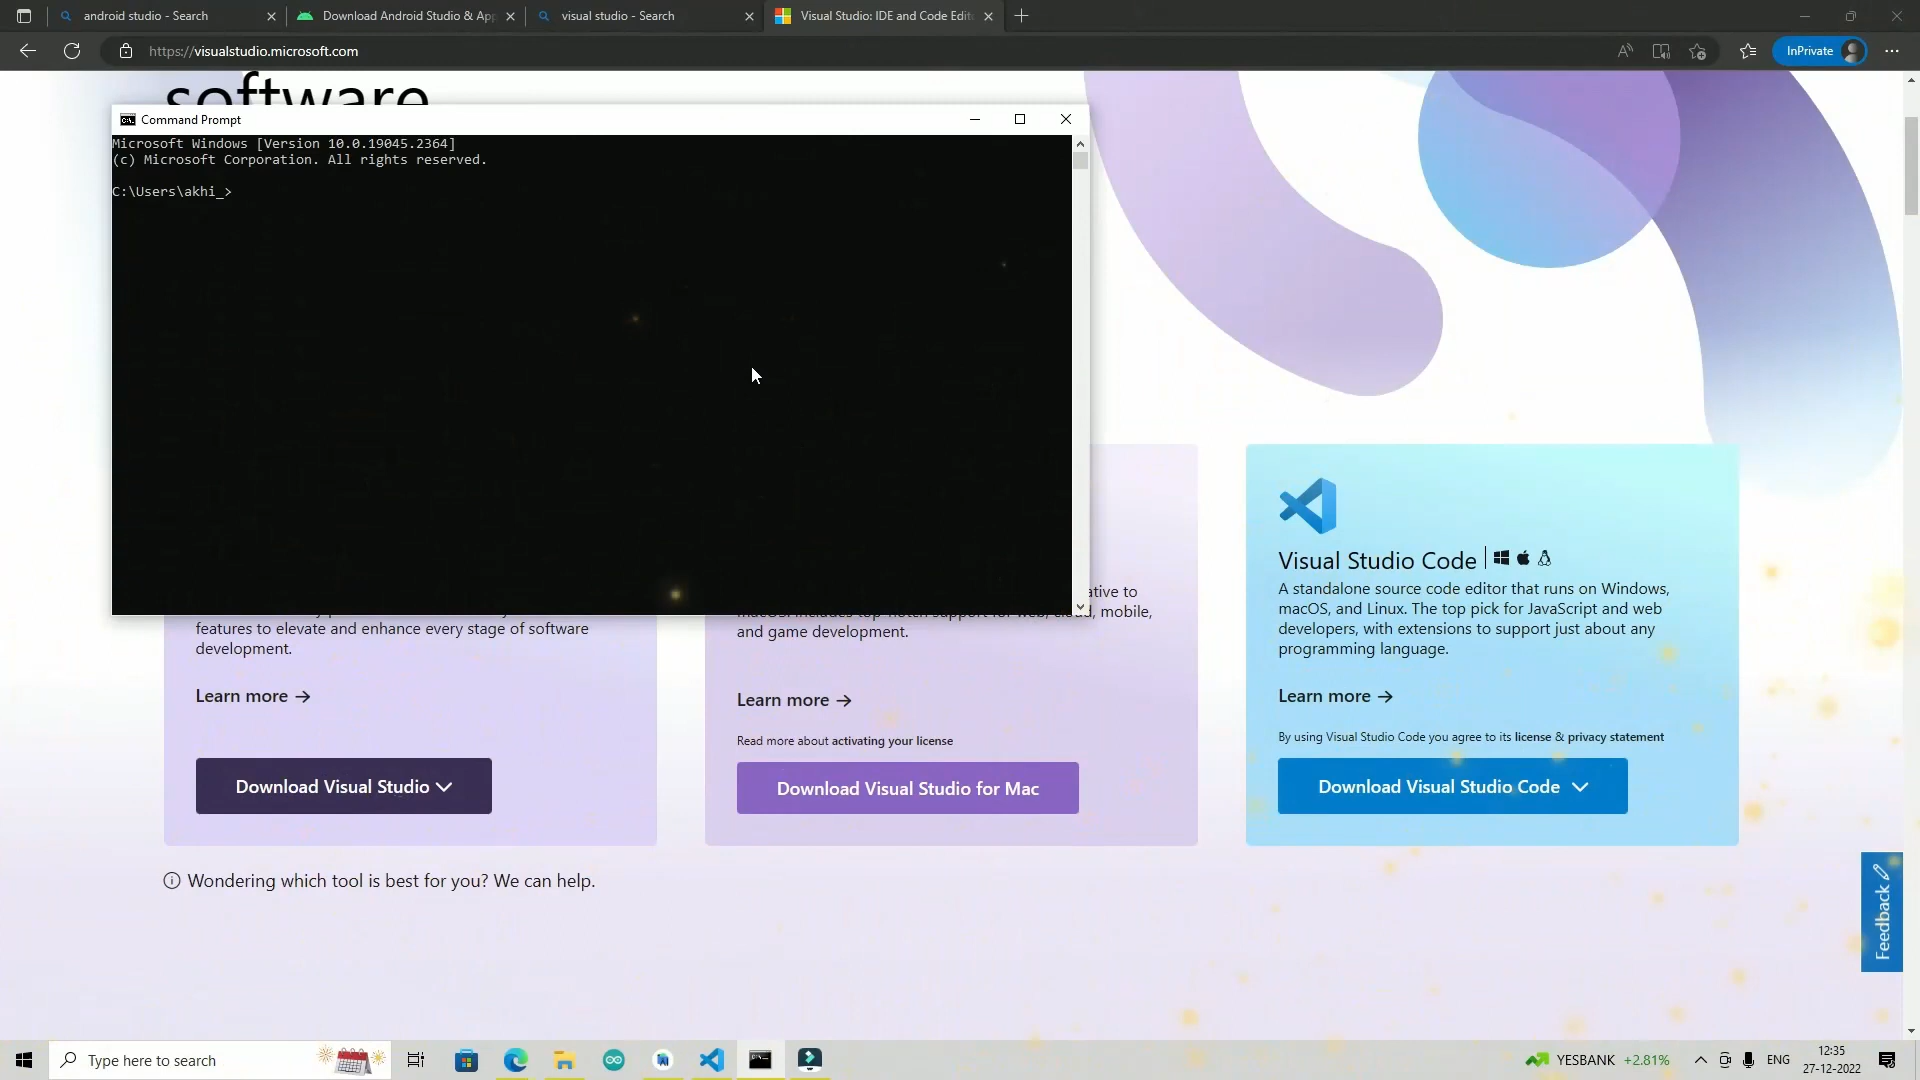 android studio - Search
Download Android Studio & App
visual studio - Search
Visual Studio: IDE and Code Edit
https://visualstudio.microsoft.com
InPrivate
software
Command Prompt
Microsoft Windows [Version 10.0.19045.2364]
(c) Microsoft Corporation. All rights reserved.
C:\Users\akhi_>
features to elevate and enhance every stage of software
development.
Learn more →
Download Visual Studio
mobile,
and game development.
Learn more →
Read more about activating your license
Download Visual Studio for Mac
Visual Studio Code
A standalone source code editor that runs on Windows,
macOS, and Linux. The top pick for JavaScript and web
developers, with extensions to support just about any
programming language.
Learn more →
By using Visual Studio Code you agree to its license & privacy statement
Download Visual Studio Code
Wondering which tool is best for you? We can help.
Feedback
Type here to search
YESBANK +2.81%
ENG
12:35
27-12-2022